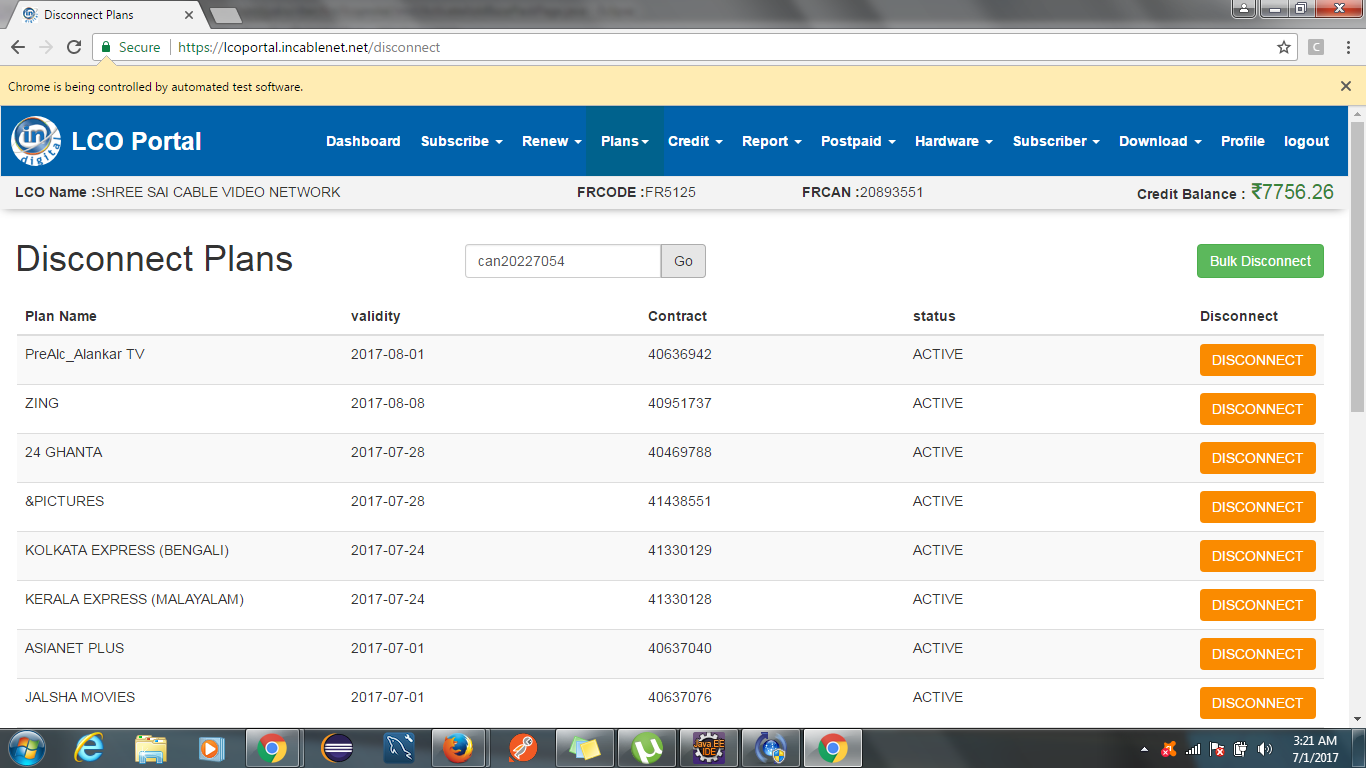 Disconnect Plans
Secure https://lcoportal.incablenet.net/disconnect
C
Chrome is being controlled by automated test software.
in digital LCO Portal Dashboard Subscribe Renew Plans Credit Report Postpaid Hardware Subscriber Download Profile logout
LCO Name :SHREE SAI CABLE VIDEO NETWORK FRCODE :FR5125 FRCAN :20893551 Credit Balance : ₹7756.26
Disconnect Plans can20227054 Go Bulk Disconnect
Plan Name validity Contract status Disconnect
PreAlc_Alankar TV 2017-08-01 40636942 ACTIVE DISCONNECT
ZING 2017-08-08 40951737 ACTIVE DISCONNECT
24 GHANTA 2017-07-28 40469788 ACTIVE DISCONNECT
&PICTURES 2017-07-28 41438551 ACTIVE DISCONNECT
KOLKATA EXPRESS (BENGALI) 2017-07-24 41330129 ACTIVE DISCONNECT
KERALA EXPRESS (MALAYALAM) 2017-07-24 41330128 ACTIVE DISCONNECT
ASIANET PLUS 2017-07-01 40637040 ACTIVE DISCONNECT
JALSHA MOVIES 2017-07-01 40637076 ACTIVE DISCONNECT
Java EE
IDE
3:21 AM
7/1/2017